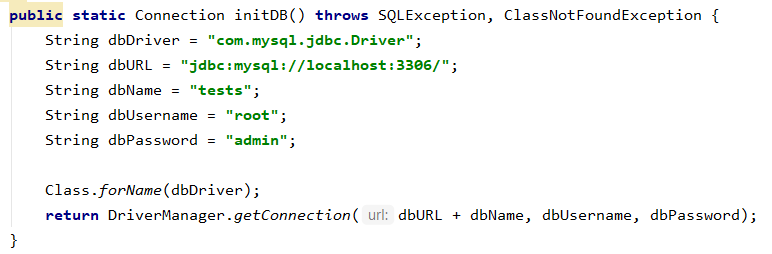 public static Connection initDB() throws SQLException, ClassNotFoundException {
    String dbDriver = "com.mysql.jdbc.Driver";
    String dbURL = "jdbc:mysql://localhost:3306/";
    String dbName = "tests";
    String dbUsername = "root";
    String dbPassword = "admin";

    Class.forName(dbDriver);
    return DriverManager.getConnection( url: dbURL + dbName, dbUsername, dbPassword);
}